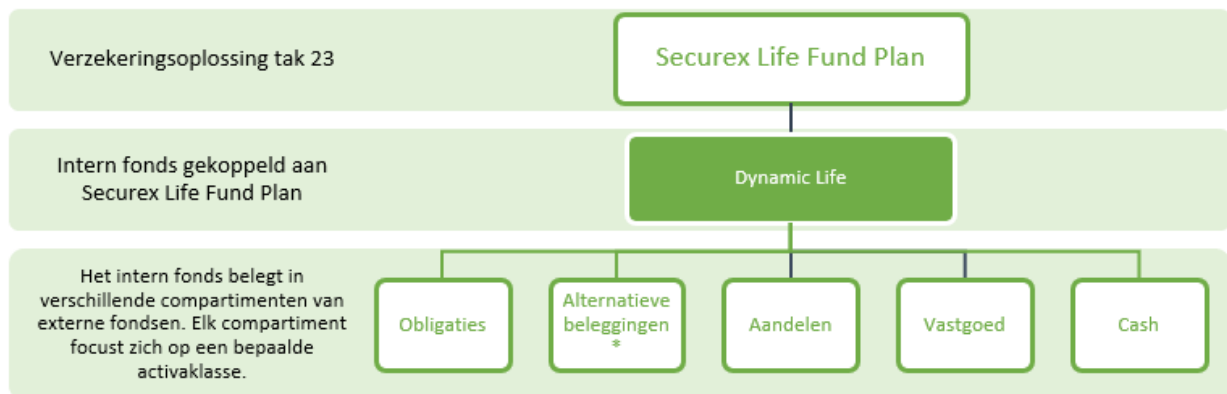 Verzekeringsoplossing tak 23
Securex Life Fund Plan
Intern fonds gekoppeld aan
Securex Life Fund Plan
Dynamic Life
Het intern fonds belegt in
verschillende compartimenten van
externe fondsen. Elk compartiment
focust zich op een bepaalde
activaklasse.
Obligaties
Alternatieve
beleggingen
*
Aandelen
Vastgoed
Cash